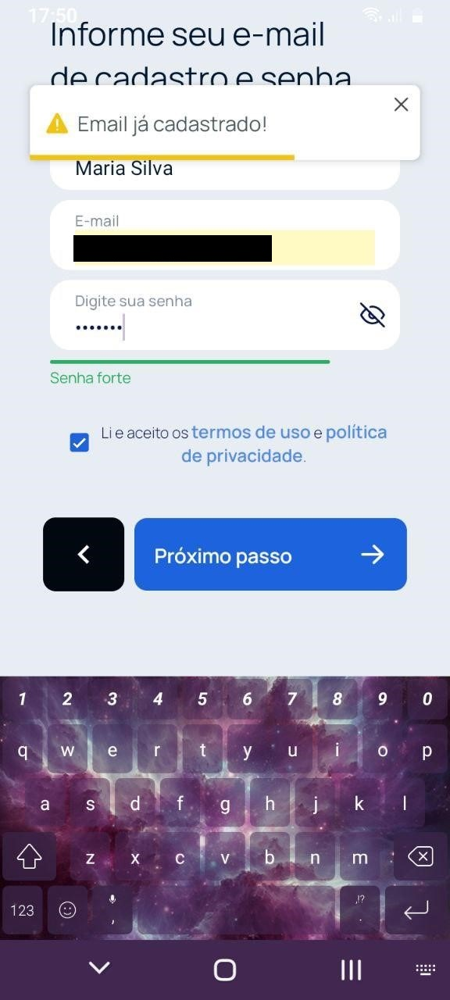 17:50
Informe seu e-mail
de cadastro e senha
Email já cadastrado!
Maria Silva
E-mail
Digite sua senha
•••••••
Senha forte
Li e aceito os termos de uso e política
de privacidade.
Próximo passo
1 2 3 4 5 6 7 8 9 0
q w e r t y u i o p
a s d f g h j k l
z x c v b n m
123 , ,!? .